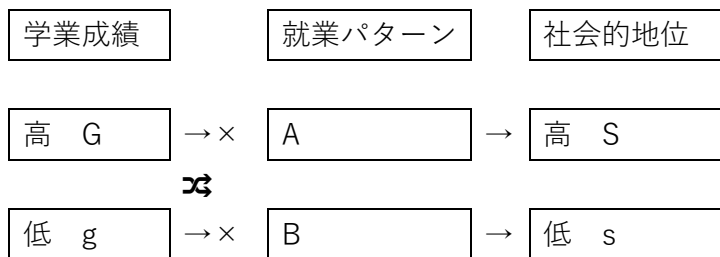 学業成績 就業パターン 社会的地位
高 G →× A → 高 S
🔀
低 g →× B → 低 s